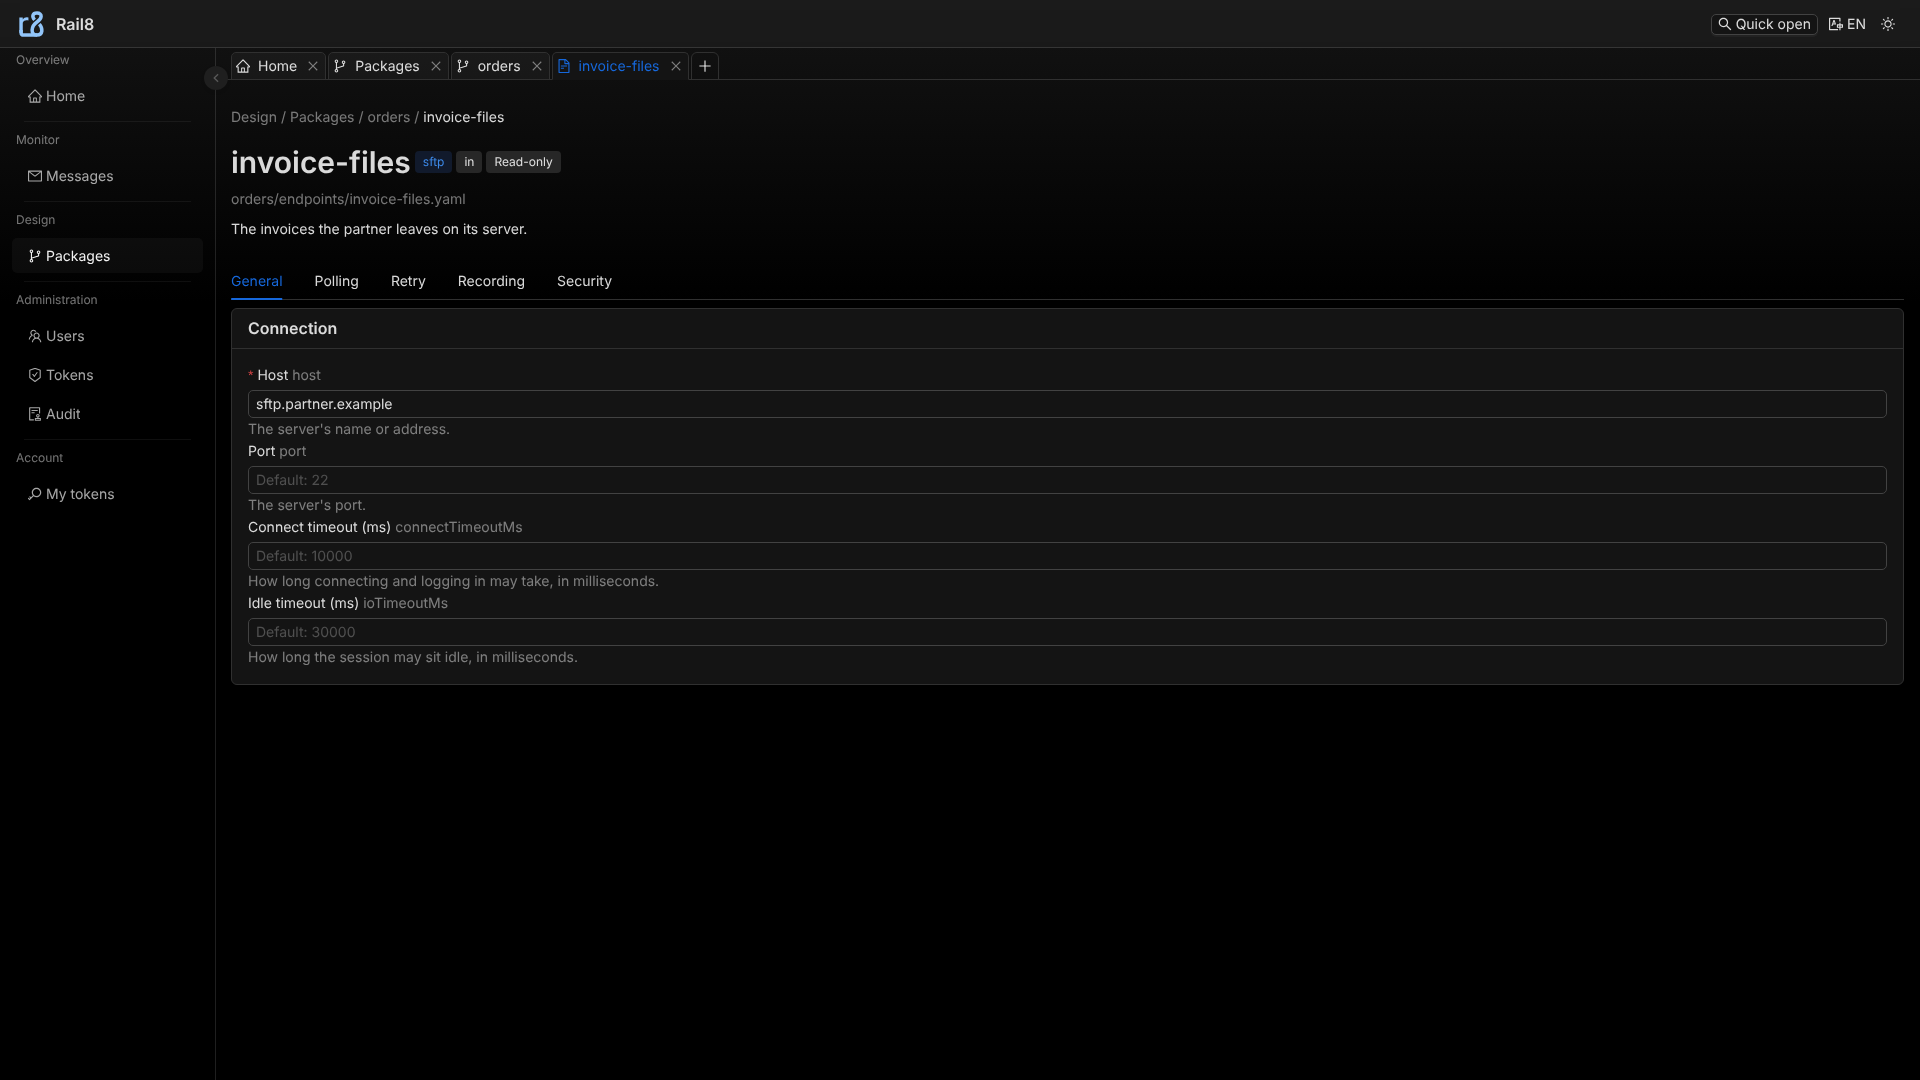 r8 Rail8
Quick open
EN
Overview
Home
Monitor
Messages
Design
Packages
Administration
Users
Tokens
Audit
Account
My tokens
Home
Packages
orders
invoice-files
Design / Packages / orders / invoice-files
invoice-files sftp in Read-only
orders/endpoints/invoice-files.yaml
The invoices the partner leaves on its server.
General Polling Retry Recording Security
Connection
* Host host
sftp.partner.example
The server's name or address.
Port port
Default: 22
The server's port.
Connect timeout (ms) connectTimeoutMs
Default: 10000
How long connecting and logging in may take, in milliseconds.
Idle timeout (ms) ioTimeoutMs
Default: 30000
How long the session may sit idle, in milliseconds.